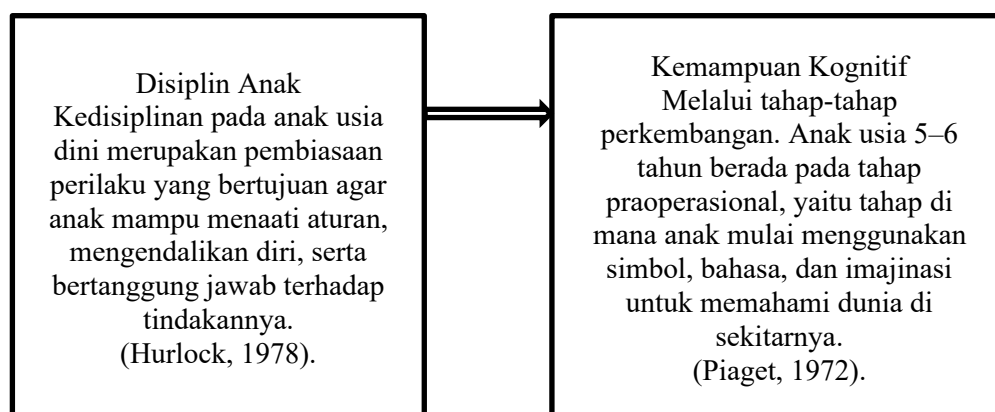 Disiplin Anak
Kedisiplinan pada anak usia
dini merupakan pembiasaan
perilaku yang bertujuan agar
anak mampu menaati aturan,
mengendalikan diri, serta
bertanggung jawab terhadap
tindakannya.
(Hurlock, 1978).
Kemampuan Kognitif
Melalui tahap-tahap
perkembangan. Anak usia 5–6
tahun berada pada tahap
praoperasional, yaitu tahap di
mana anak mulai menggunakan
simbol, bahasa, dan imajinasi
untuk memahami dunia di
sekitarnya.
(Piaget, 1972).